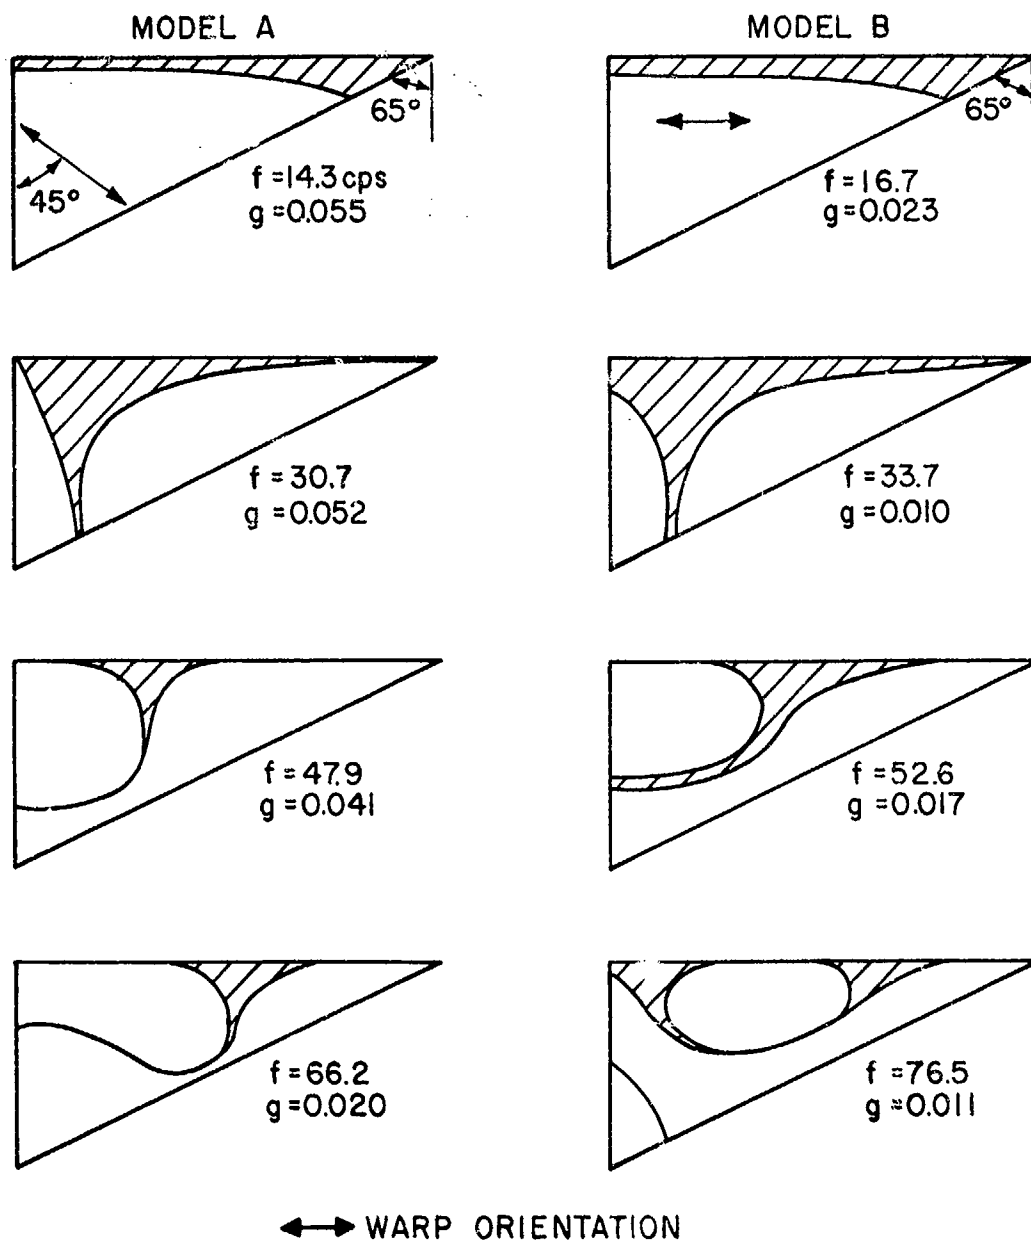 MODEL A
MODEL B
65°
45°
f=14.3 cps
g=0.055
65°
f=16.7
g=0.023
f=30.7
g=0.052
f=33.7
g=0.010
f=47.9
g=0.041
f=52.6
g=0.017
f=66.2
g=0.020
f=76.5
g=0.011
WARP ORIENTATION